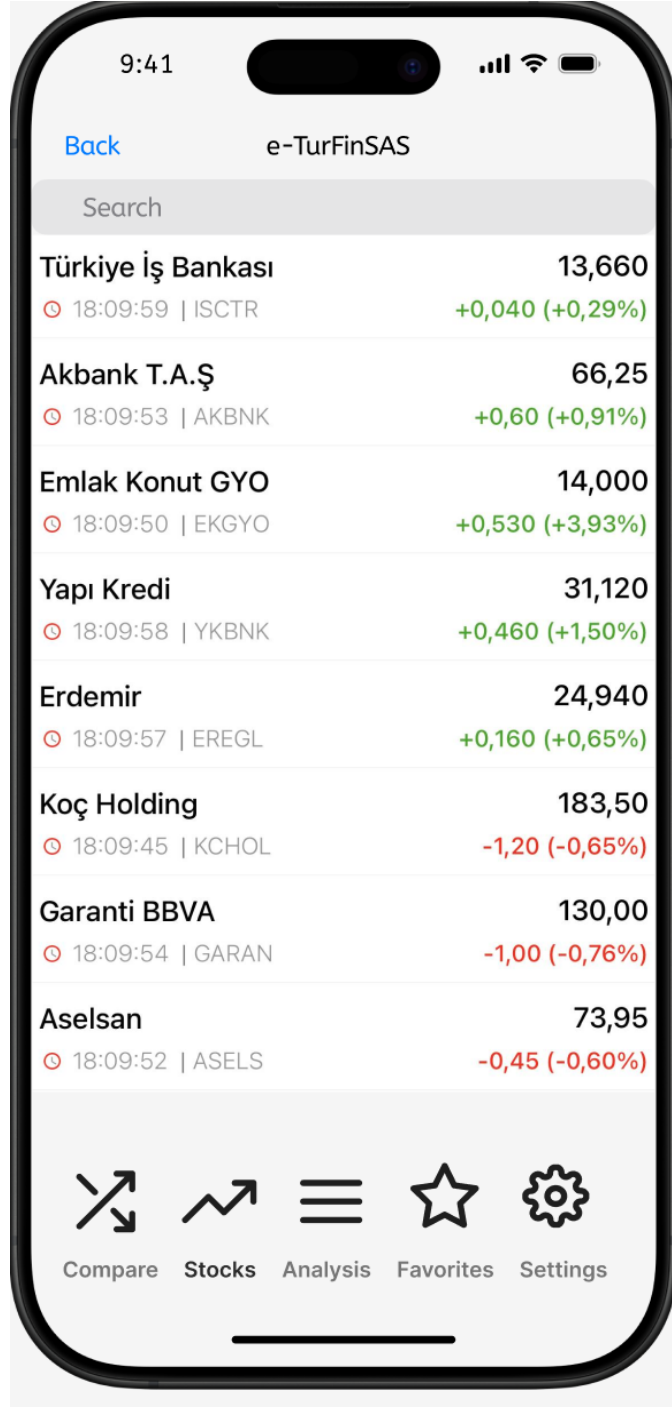 9:41
Back e-TurFinSAS
Search
Türkiye İş Bankası 13,660
18:09:59 | ISCTR +0,040 (+0,29%)
Akbank T.A.Ş 66,25
18:09:53 | AKBNK +0,60 (+0,91%)
Emlak Konut GYO 14,000
18:09:50 | EKGYO +0,530 (+3,93%)
Yapı Kredi 31,120
18:09:58 | YKBNK +0,460 (+1,50%)
Erdemir 24,940
18:09:57 | EREGL +0,160 (+0,65%)
Koç Holding 183,50
18:09:45 | KCHOL -1,20 (-0,65%)
Garanti BBVA 130,00
18:09:54 | GARAN -1,00 (-0,76%)
Aselsan 73,95
18:09:52 | ASELS -0,45 (-0,60%)
Compare Stocks Analysis Favorites Settings